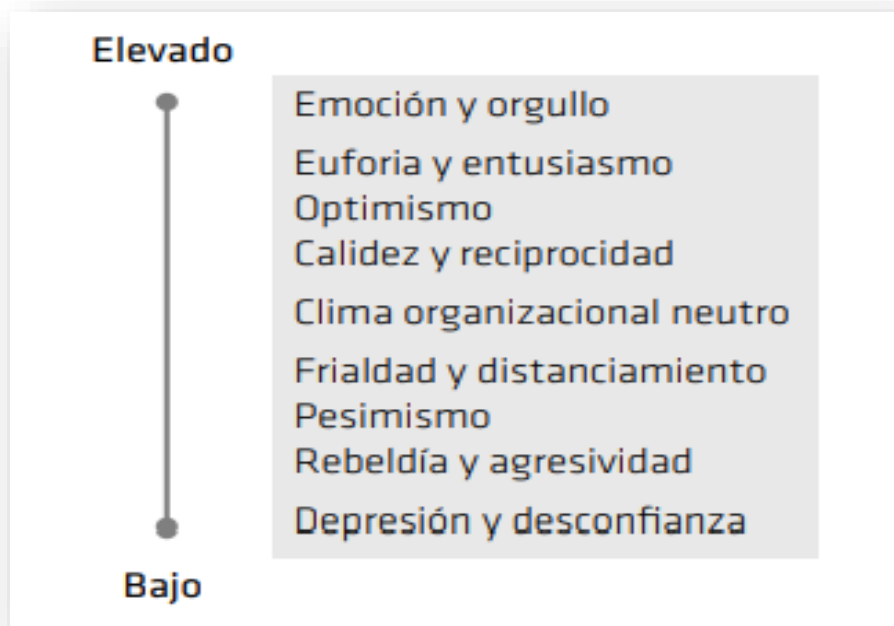 Elevado
Emoción y orgullo
Euforia y entusiasmo
Optimismo
Calidez y reciprocidad
Clima organizacional neutro
Frialdad y distanciamiento
Pesimismo
Rebeldía y agresividad
Depresión y desconfianza
Bajo